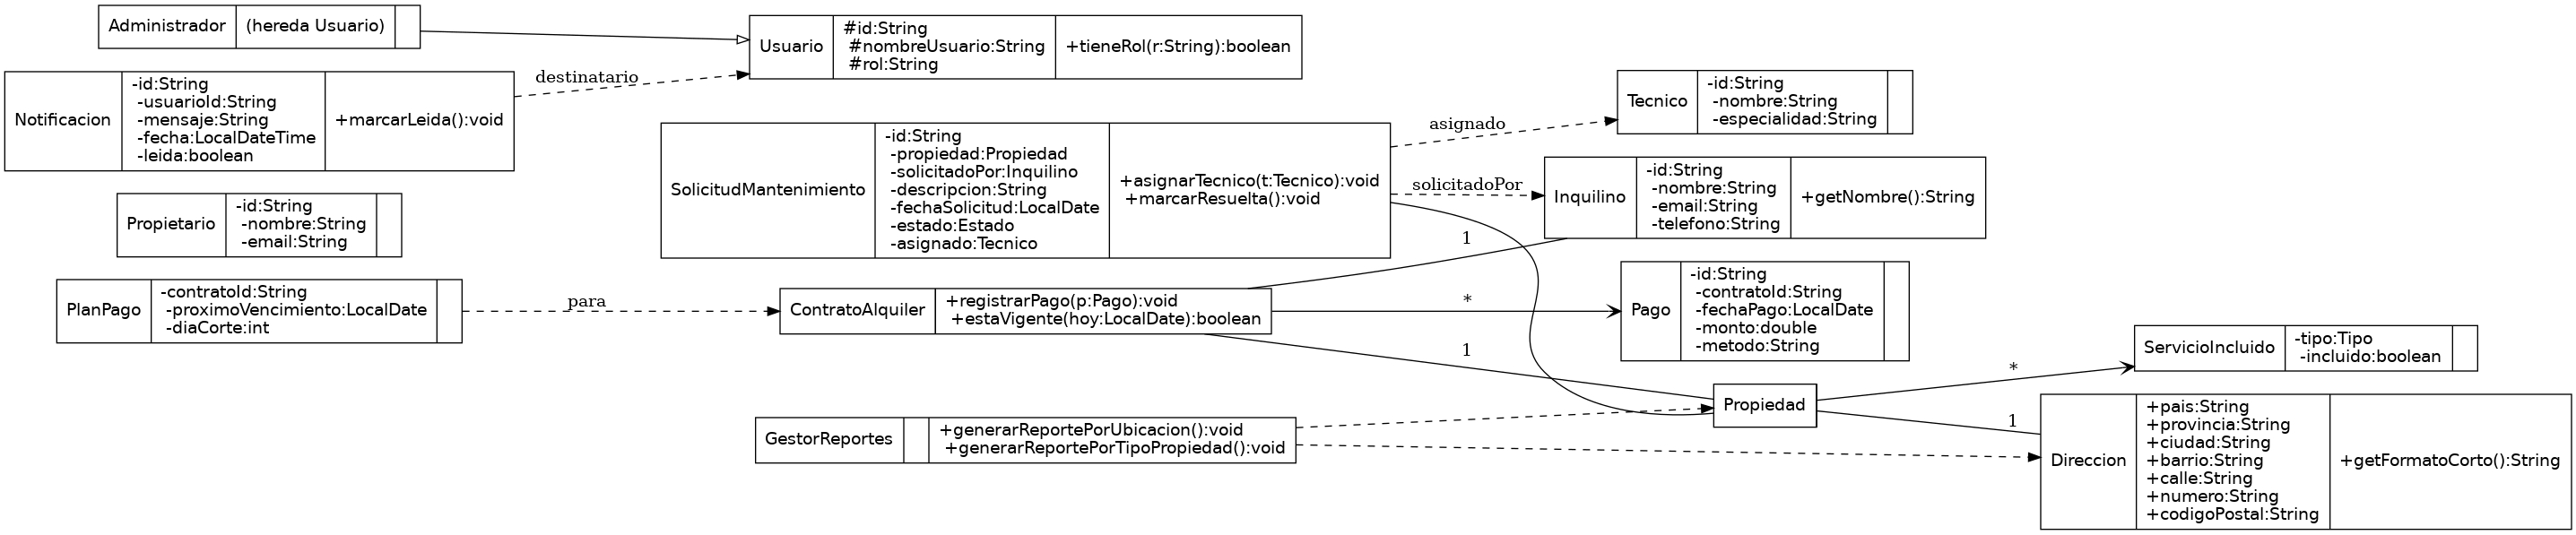 Administrador
(hereda Usuario)
Usuario
#id:String
#nombreUsuario:String
#rol:String
+tieneRol(r:String):boolean
destinatario
Notificacion
-id:String
-usuarioId:String
-mensaje:String
-fecha:LocalDateTime
-leida:boolean
+marcarLeida():void
Tecnico
-id:String
-nombre:String
-especialidad:String
asignado
SolicitudMantenimiento
-id:String
-propiedad:Propiedad
-solicitadoPor:Inquilino
-descripcion:String
-fechaSolicitud:LocalDate
-estado:Estado
-asignado:Tecnico
+asignarTecnico(t:Tecnico):void
+marcarResuelta():void
solicitadoPor
Inquilino
-id:String
-nombre:String
-email:String
-telefono:String
+getNombre():String
Propietario
-id:String
-nombre:String
-email:String
1
PlanPago
-contratoId:String
-proximoVencimiento:LocalDate
-diaCorte:int
para
ContratoAlquiler
+registrarPago(p:Pago):void
+estaVigente(hoy:LocalDate):boolean
*
Pago
-id:String
-contratoId:String
-fechaPago:LocalDate
-monto:double
-metodo:String
1
Propiedad
*
ServicioIncluido
-tipo:Tipo
-incluido:boolean
GestorReportes
+generarReportePorUbicacion():void
+generarReportePorTipoPropiedad():void
1
Direccion
+pais:String
+provincia:String
+ciudad:String
+barrio:String
+calle:String
+numero:String
+codigoPostal:String
+getFormatoCorto():String